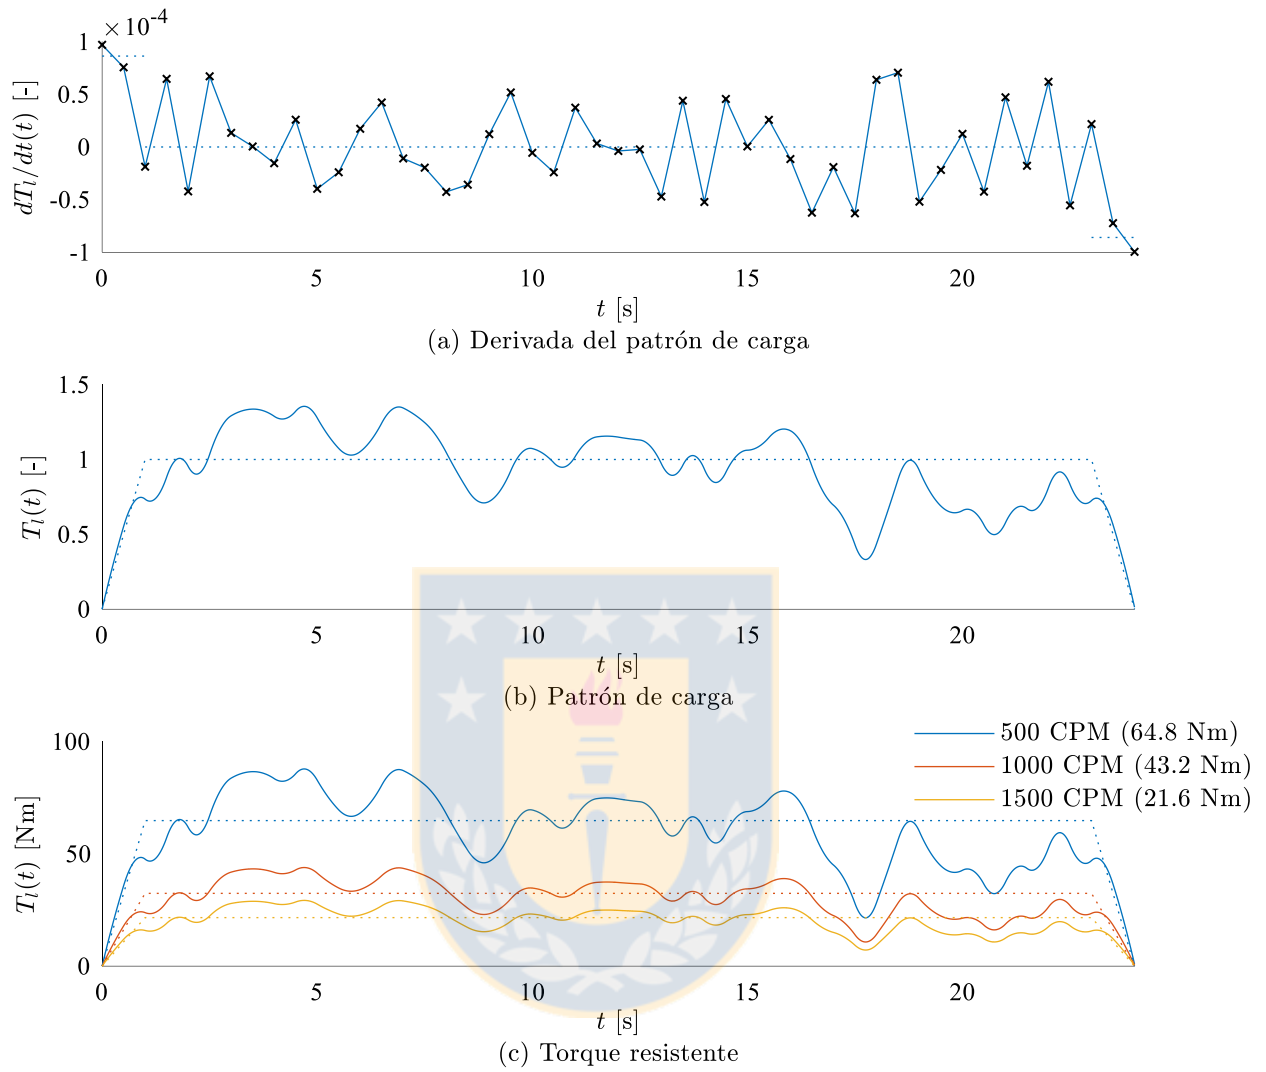 ×10-4
1
0.5
0
-0.5
-1
dTl/dt(t) [-]
0 5 10 15 20
t [s]
(a) Derivada del patrón de carga
1.5
1
0.5
0
Tl(t) [-]
0 5 10 15 20
t [s]
(b) Patrón de carga
500 CPM (64.8 Nm)
1000 CPM (43.2 Nm)
1500 CPM (21.6 Nm)
100
50
0
Tl(t) [Nm]
0 5 10 15 20
t [s]
(c) Torque resistente